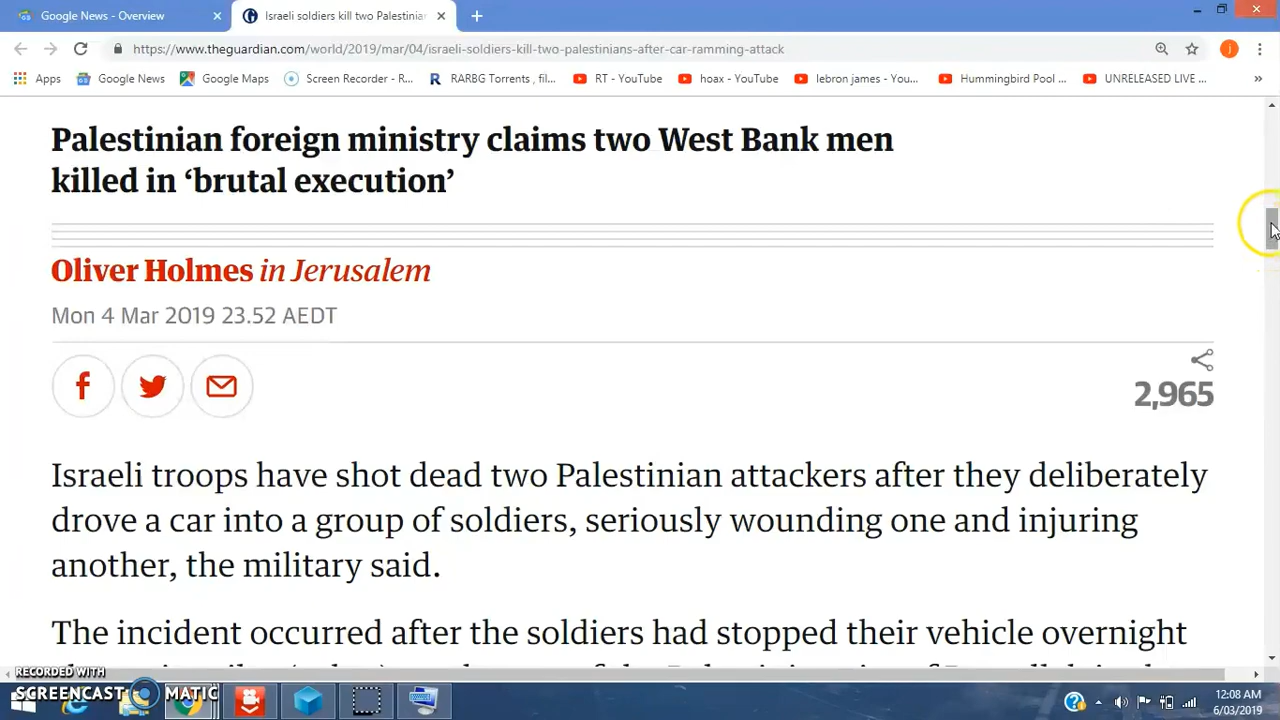 Google News - Overview
Israeli soldiers kill two Palestinian
https://www.theguardian.com/world/2019/mar/04/israeli-soldiers-kill-two-palestinians-after-car-ramming-attack
Apps
Google News
Google Maps
Screen Recorder - R...
RARBG Torrents , fil...
RT - YouTube
hoax - YouTube
lebron james - You...
Hummingbird Pool ...
UNRELEASED LIVE ...
Palestinian foreign ministry claims two West Bank men
killed in ‘brutal execution’
Oliver Holmes in Jerusalem
Mon 4 Mar 2019 23.52 AEDT
2,965
Israeli troops have shot dead two Palestinian attackers after they deliberately
drove a car into a group of soldiers, seriously wounding one and injuring
another, the military said.
The incident occurred after the soldiers had stopped their vehicle overnight
RECORDED WITH
SCREENCAST MATIC
12:08 AM
6/03/2019